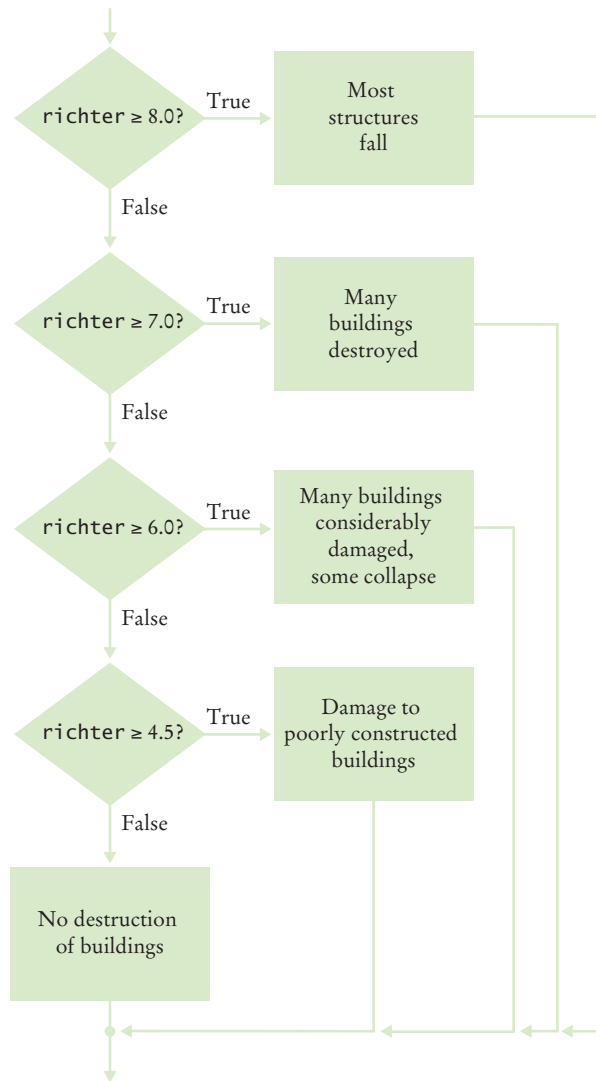 richter ≥ 8.0?
True
Most
structures
fall
False
richter ≥ 7.0?
True
Many
buildings
destroyed
False
richter ≥ 6.0?
True
Many buildings
considerably
damaged,
some collapse
False
richter ≥ 4.5?
True
Damage to
poorly constructed
buildings
False
No destruction
of buildings